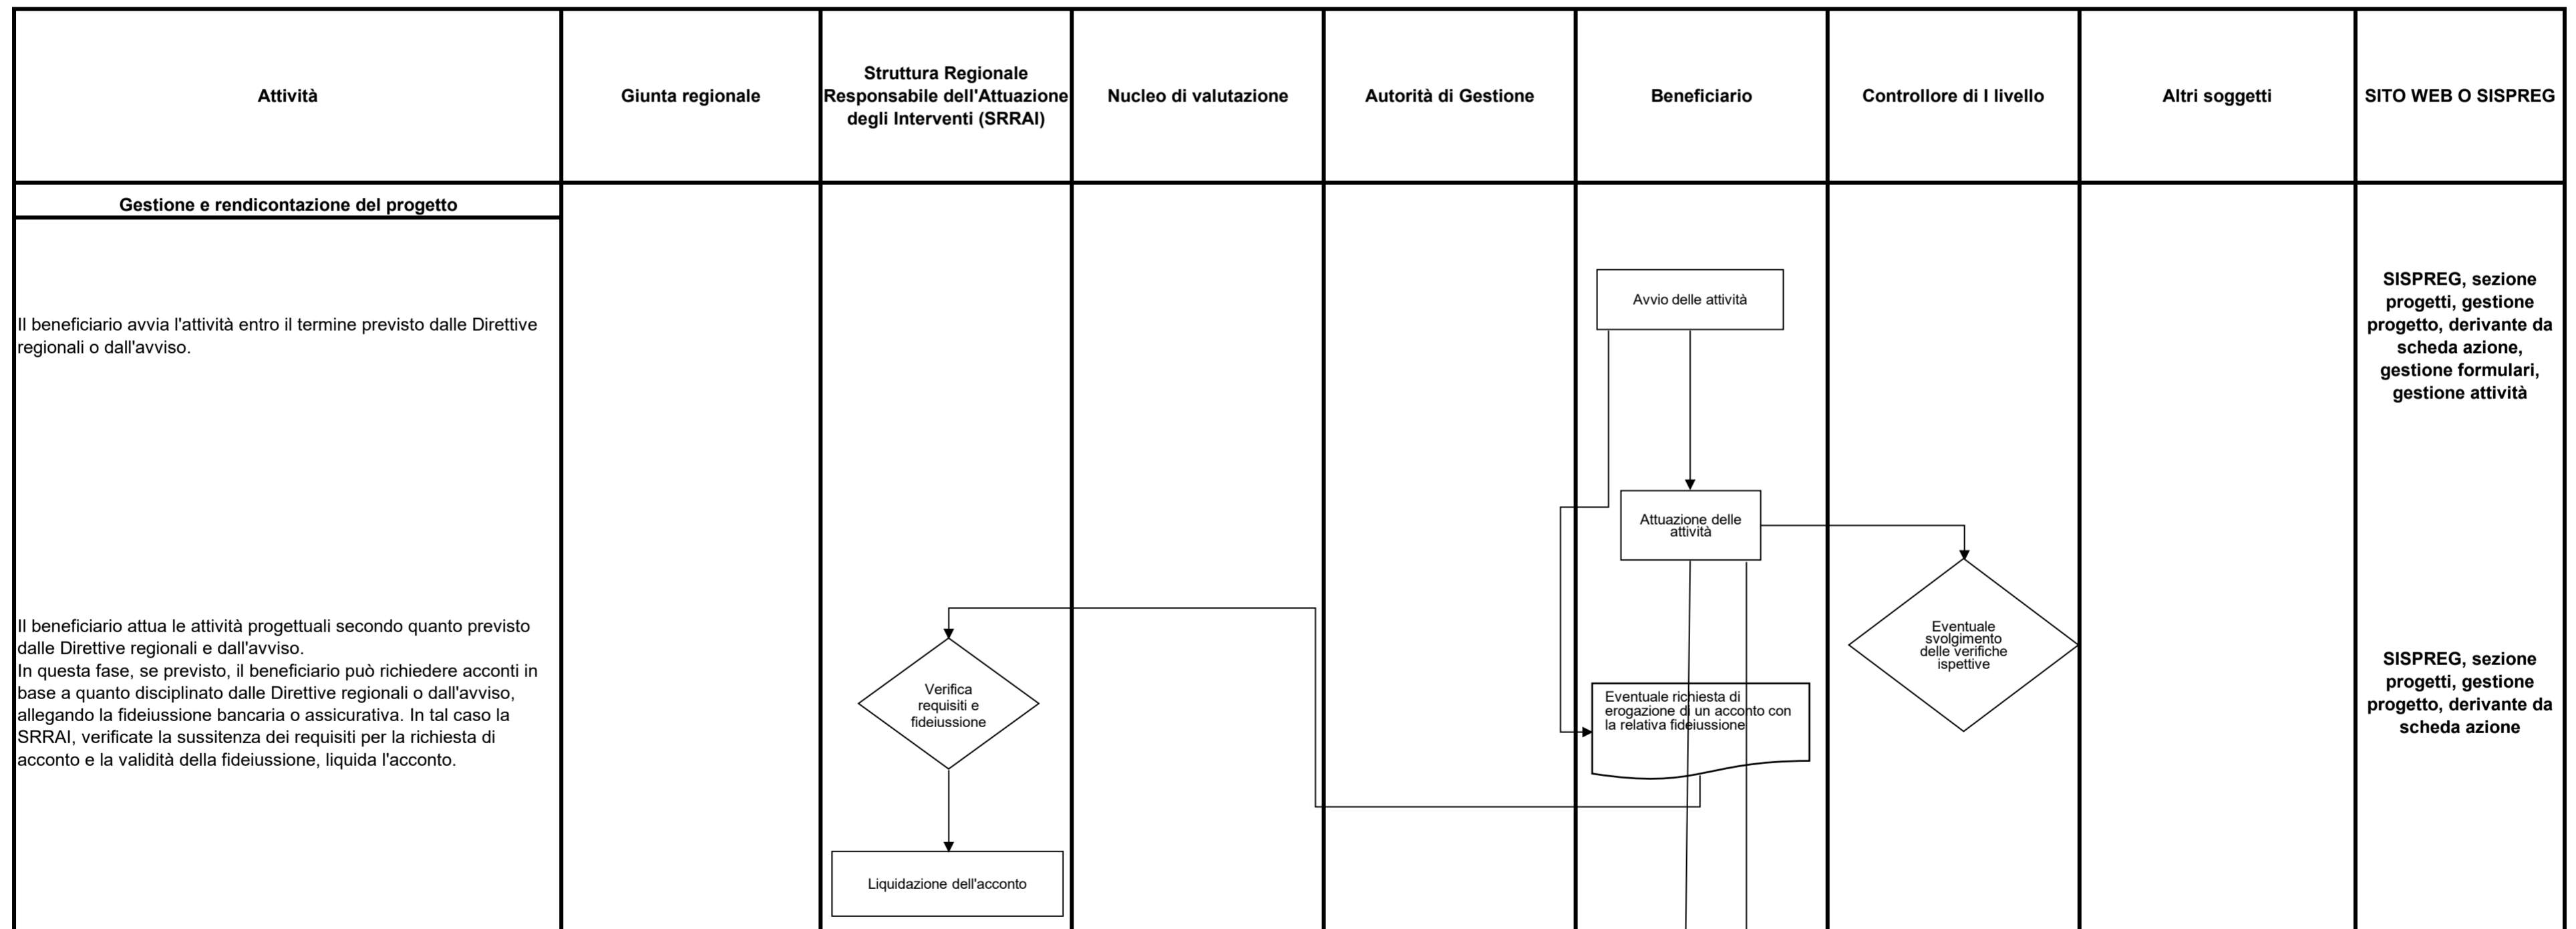 Attività
Giunta regionale
Struttura Regionale
Responsabile dell'Attuazione
degli Interventi (SRRAI)
Nucleo di valutazione
Autorità di Gestione
Beneficiario
Controllore di I livello
Altri soggetti
SITO WEB O SISPREG
Gestione e rendicontazione del progetto
Il beneficiario avvia l'attività entro il termine previsto dalle Direttive
regionali o dall'avviso.
Avvio delle attività
SISPREG, sezione
progetti, gestione
progetto, derivante da
scheda azione,
gestione formulari,
gestione attività
Attuazione delle
attività
Il beneficiario attua le attività progettuali secondo quanto previsto
dalle Direttive regionali e dall'avviso.
In questa fase, se previsto, il beneficiario può richiedere acconti in
base a quanto disciplinato dalle Direttive regionali o dall'avviso,
allegando la fideiussione bancaria o assicurativa. In tal caso la
SRRAI, verificate la sussitenza dei requisiti per la richiesta di
acconto e la validità della fideiussione, liquida l'acconto.
Verifica
requisiti e
fideiussione
Eventuale richiesta di
erogazione di un acconto con
la relativa fideiussione
Eventuale
svolgimento
delle verifiche
ispettive
SISPREG, sezione
progetti, gestione
progetto, derivante da
scheda azione
Liquidazione dell'acconto